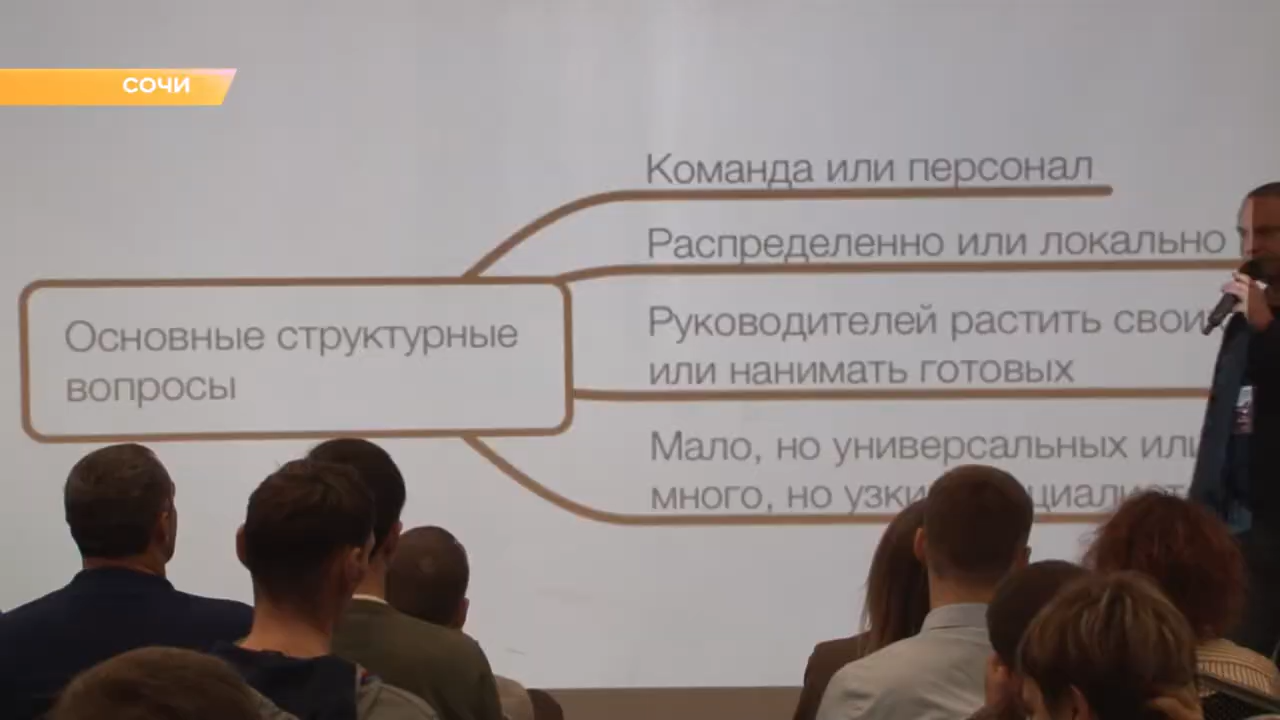 СОЧИ
Команда или персонал
Распределенно или локально
Руководителей растить
или нанимать готовых
Основные структурные
вопросы
Мало, но универсальных или
много, но